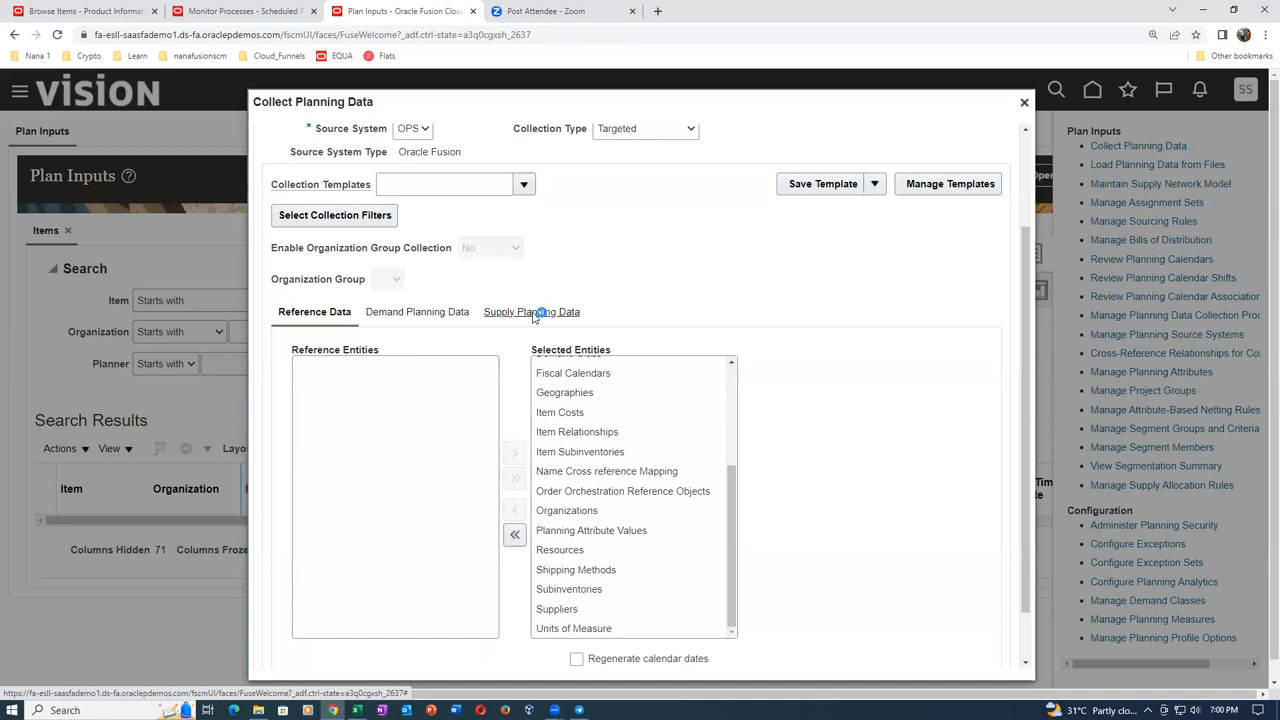 Browse Items - Product Informa
Monitor Processes - Scheduled P
Plan Inputs - Oracle Fusion Clou
Post Attendee - Zoom
fa-esll-saasfademo1.ds-fa.oraclepdemos.com/fscmUI/faces/FuseWelcome?_adf.ctrl-state=a3q0cgxsh_2637
Nana 1
Crypto
Learn
nanafusionscm
Cloud_Funnels
EQUA
Flats
Other bookmarks
VISION
SS
Plan Inputs
Plan Inputs
Items
Search
Item Starts with
Organization Starts with
Planner Starts with
Search Results
Actions View Layo
Item Organization
Columns Hidden 71 Columns Froze
Collect Planning Data
* Source System OPS
Collection Type Targeted
Source System Type Oracle Fusion
Collection Templates
Save Template
Manage Templates
Select Collection Filters
Enable Organization Group Collection No
Organization Group
Reference Data Demand Planning Data Supply Planning Data
Reference Entities
Selected Entities
Fiscal Calendars
Geographies
Item Costs
Item Relationships
Item Subinventories
Name Cross reference Mapping
Order Orchestration Reference Objects
Organizations
Planning Attribute Values
Resources
Shipping Methods
Subinventories
Suppliers
Units of Measure
Regenerate calendar dates
Plan Inputs
Collect Planning Data
Load Planning Data from Files
Maintain Supply Network Model
Manage Assignment Sets
Manage Sourcing Rules
Manage Bills of Distribution
Review Planning Calendars
Review Planning Calendar Shifts
Review Planning Calendar Association
Manage Planning Data Collection Proc
Manage Planning Source Systems
Cross-Reference Relationships for Col
Manage Planning Attributes
Manage Project Groups
Manage Attribute-Based Netting Rules
Manage Segment Groups and Criteria
Manage Segment Members
View Segmentation Summary
Manage Supply Allocation Rules
Configuration
Administer Planning Security
Configure Exceptions
Configure Exception Sets
Configure Planning Analytics
Manage Demand Classes
Manage Planning Measures
Manage Planning Profile Options
https://fa-esll-saasfademo1.ds-fa.oraclepdemos.com/fscmUI/faces/FuseWelcome?_adf.ctrl-state=a3q0cgxsh_2637#
Search
31°C Partly clo...
7:00 PM